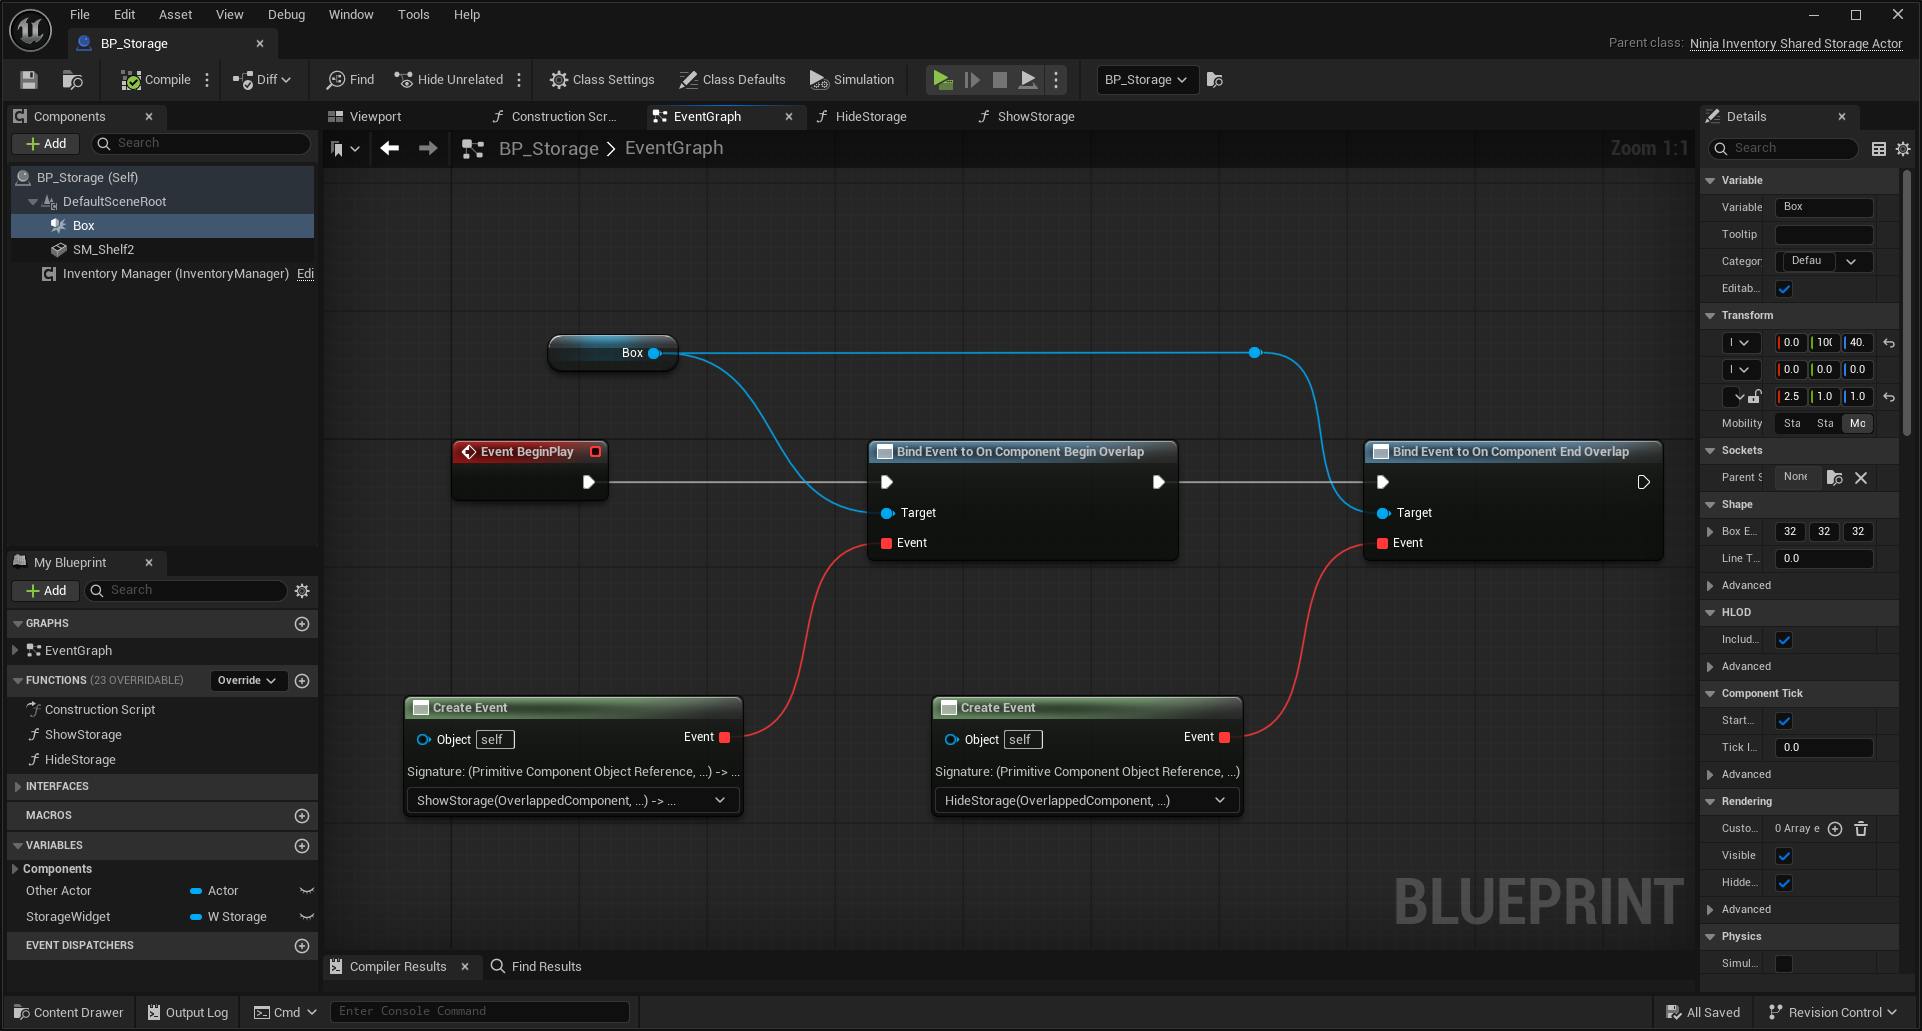 File Edit Asset View Debug Window Tools Help
BP_Storage
Parent class: Ninja Inventory Shared Storage Actor
Compile Diff Find Hide Unrelated Class Settings Class Defaults Simulation BP_Storage
Components
Add Search
BP_Storage (Self)
DefaultSceneRoot
Box
SM_Shelf2
Inventory Manager (InventoryManager) Edi
My Blueprint
Add Search
GRAPHS
EventGraph
FUNCTIONS (23 OVERRIDABLE) Override
Construction Script
ShowStorage
HideStorage
INTERFACES
MACROS
VARIABLES
Components
Other Actor Actor
StorageWidget W Storage
EVENT DISPATCHERS
Viewport Construction Scr... EventGraph HideStorage ShowStorage
BP_Storage > EventGraph Zoom 1:1
Box
Event BeginPlay
Bind Event to On Component Begin Overlap
Target
Event
Bind Event to On Component End Overlap
Target
Event
Create Event
Object self Event
Signature: (Primitive Component Object Reference, ...) -> ...
ShowStorage(OverlappedComponent, ...) -> ...
Create Event
Object self Event
Signature: (Primitive Component Object Reference, ...)
HideStorage(OverlappedComponent, ...)
BLUEPRINT
Compiler Results Find Results
Details
Search
Variable
Variable Box
Tooltip
Categor Defau
Editab...
Transform
0.0 10 40.
0.0 0.0 0.0
2.5 1.0 1.0
Mobility Sta Sta Mo
Sockets
Parent S None
Shape
Box E... 32 32 32
Line T... 0.0
Advanced
HLOD
Includ...
Advanced
Component Tick
Start...
Tick I... 0.0
Advanced
Rendering
Custo... 0 Array e
Visible
Hidde...
Advanced
Physics
Simul...
Content Drawer Output Log Cmd Enter Console Command All Saved Revision Control